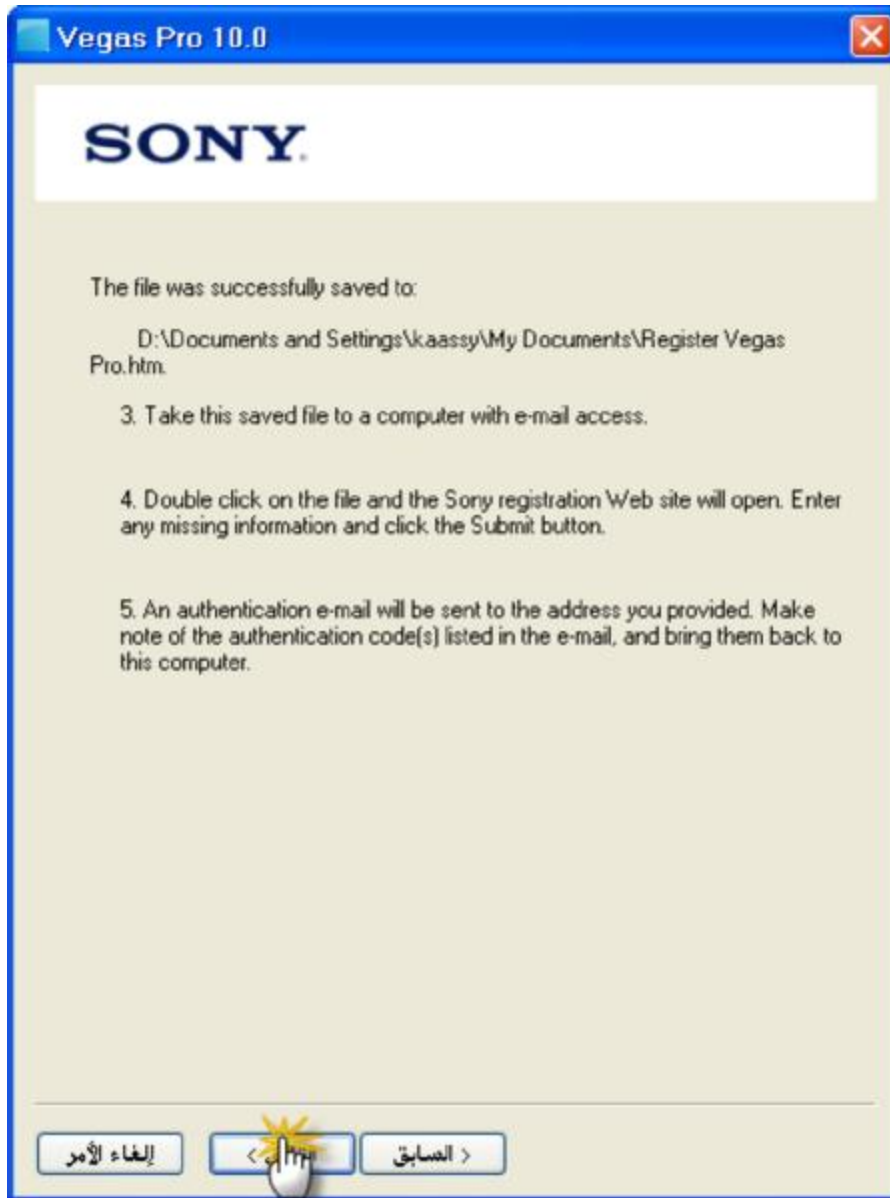 Vegas Pro 10.0
SONY
The file was successfully saved to:
D:\Documents and Settings\kaassy\My Documents\Register Vegas
Pro.htm.
3. Take this saved file to a computer with e-mail access.
4. Double click on the file and the Sony registration Web site will open. Enter
any missing information and click the Submit button.
5. An authentication e-mail will be sent to the address you provided. Make
note of the authentication code(s) listed in the e-mail, and bring them back to
this computer.
< السابق
>
إلغاء الأمر